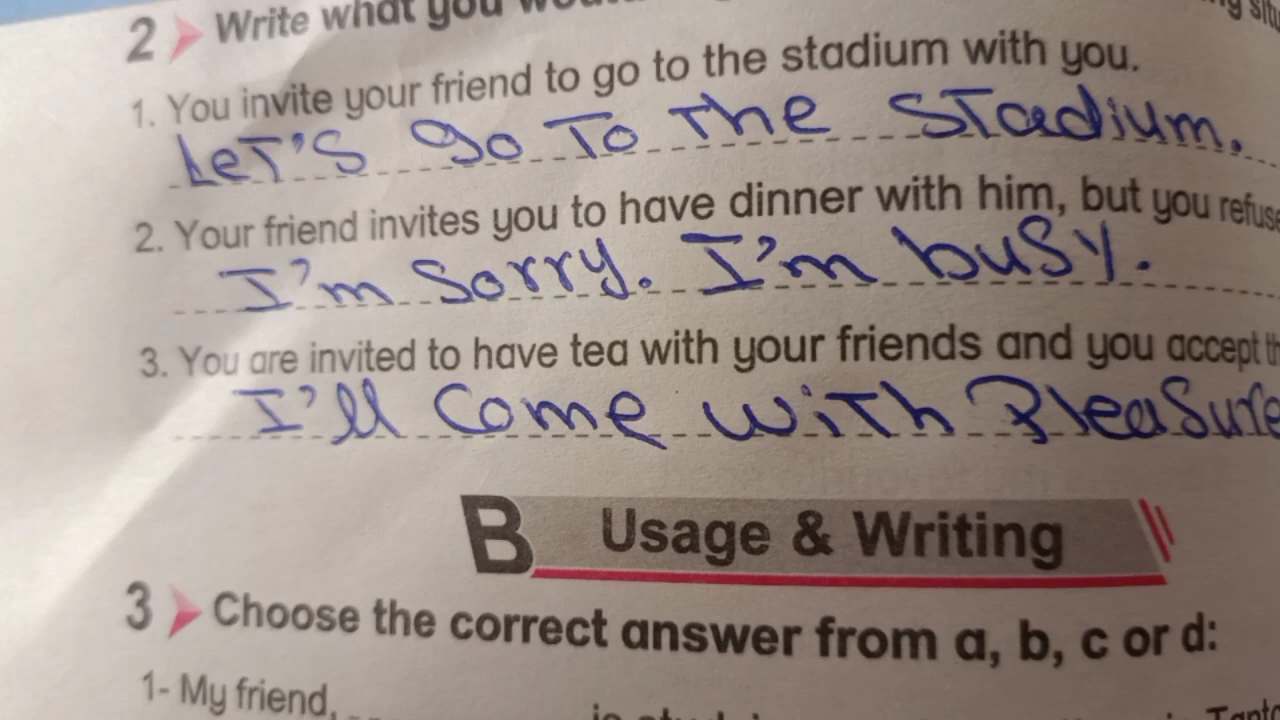 2 Write what you
1. You invite your friend to go to the stadium with you.
LeT'S go To The STadium.
2. Your friend invites you to have dinner with him, but you refuse
I'm Sorry. I'm buSy.
3. You are invited to have tea with your friends and you accept
I'll Come WiTh PleaSure
B Usage & Writing
3 Choose the correct answer from a, b, c or d:
1- My friend,